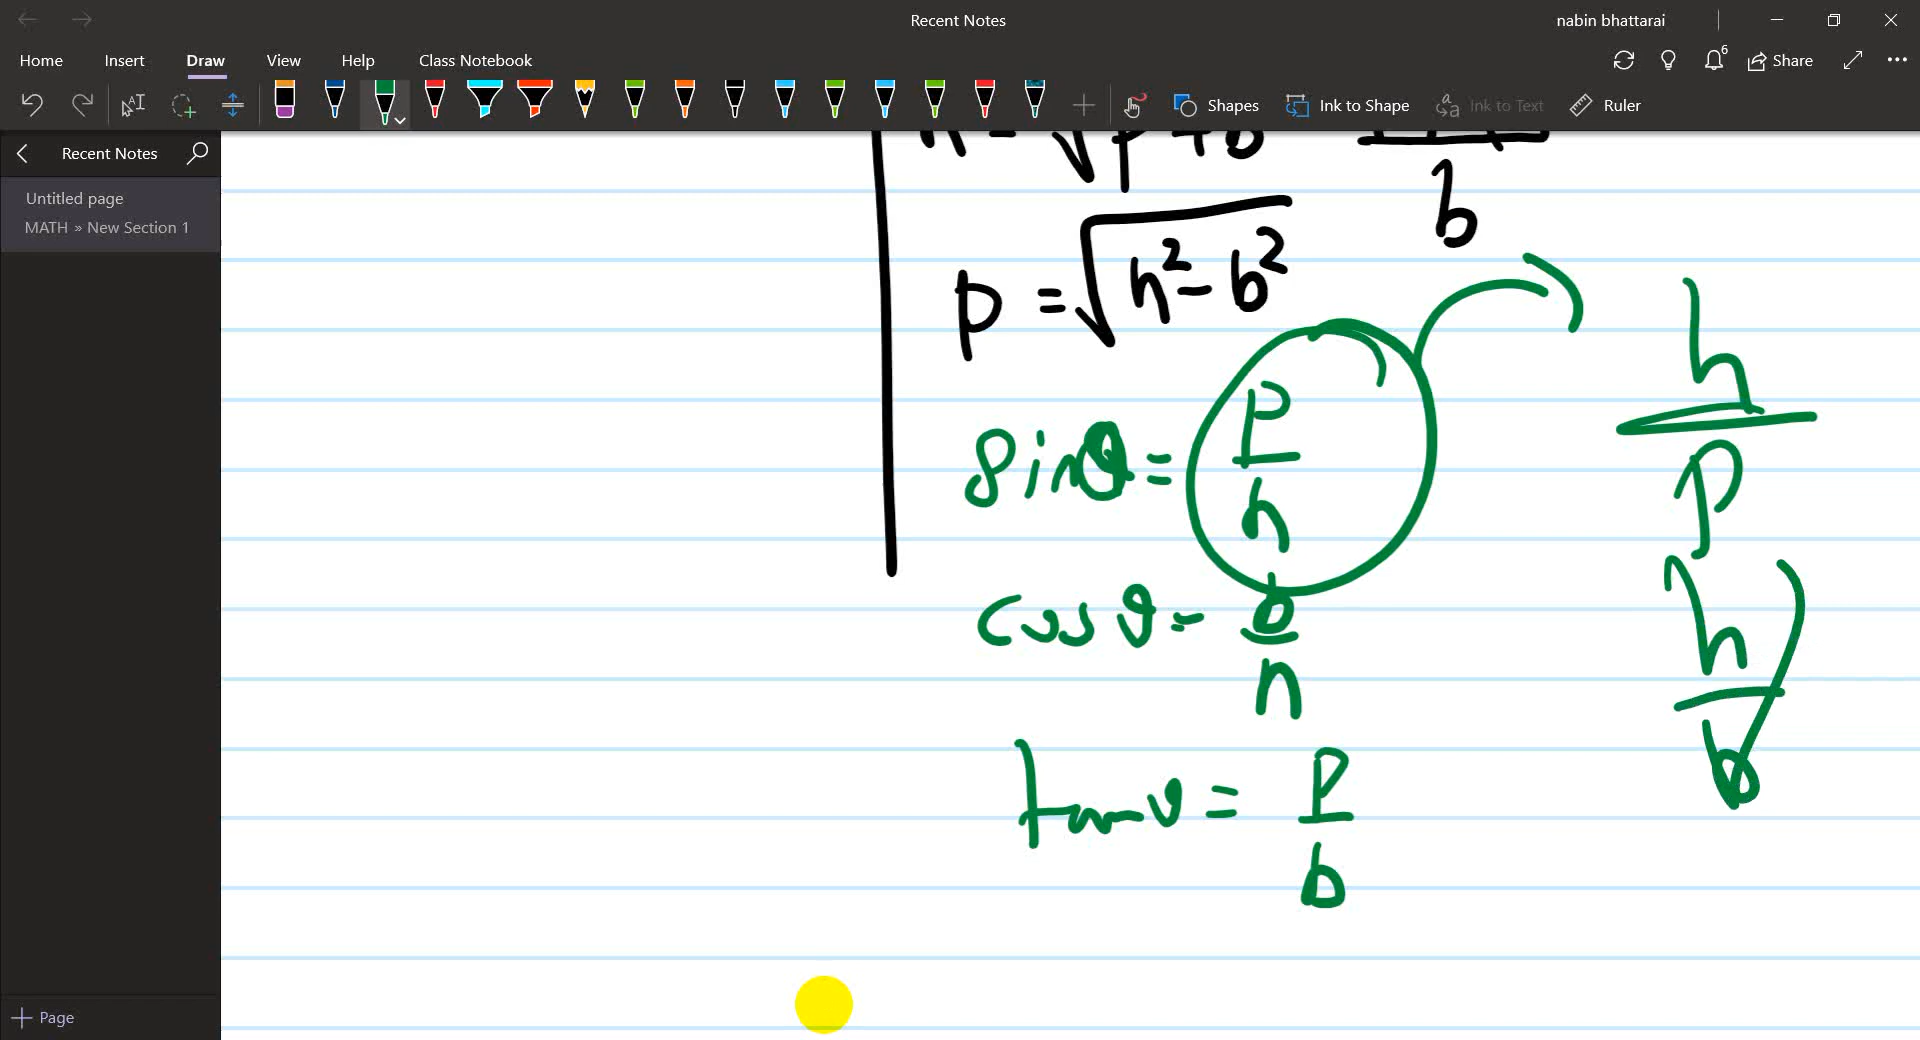 Recent Notes
nabin bhattarai
Home Insert Draw View Help Class Notebook
6
Share
Shapes Ink to Shape Ink to Text Ruler
Recent Notes
Untitled page
MATH » New Section 1
b
p = √h² - b²
h/p
sinθ = p/h
cosθ = b/h
h/b
tanθ = p/b
Page